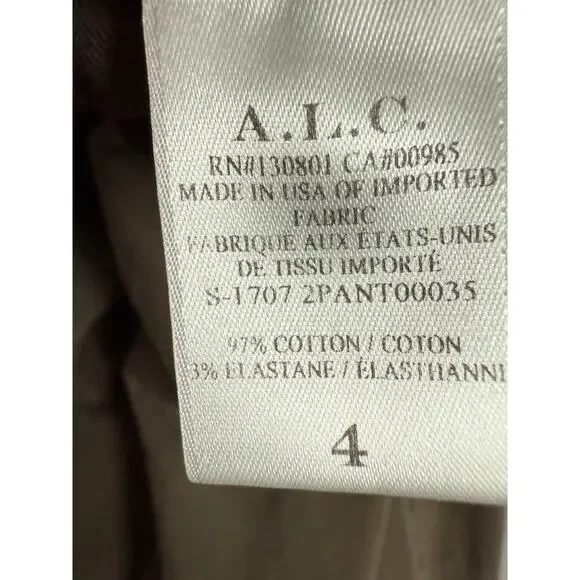 A.L.C.
RN#130801 CA#00985
MADE IN USA OF IMPORTED
FABRIC
FABRIQUE AUX ETATS-UNIS
DE TISSU IMPORTÉ
S-1707 2PANT00035
97% COTTON / COTON
3% ELASTANE / ÉLASTHANNE
4